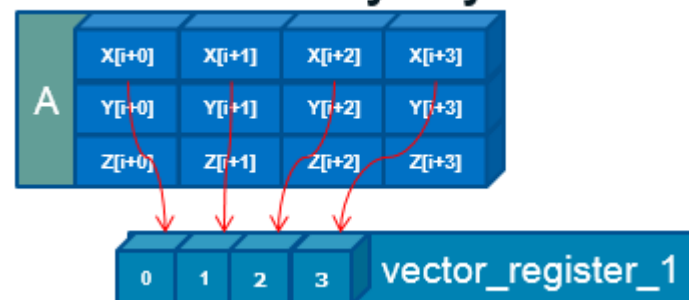 X[i+0] X[i+1] X[i+2] X[i+3]
A Y[i+0] Y[i+1] Y[i+2] Y[i+3]
Z[i+0] Z[i+1] Z[i+2] Z[i+3]
0 1 2 3 vector_register_1